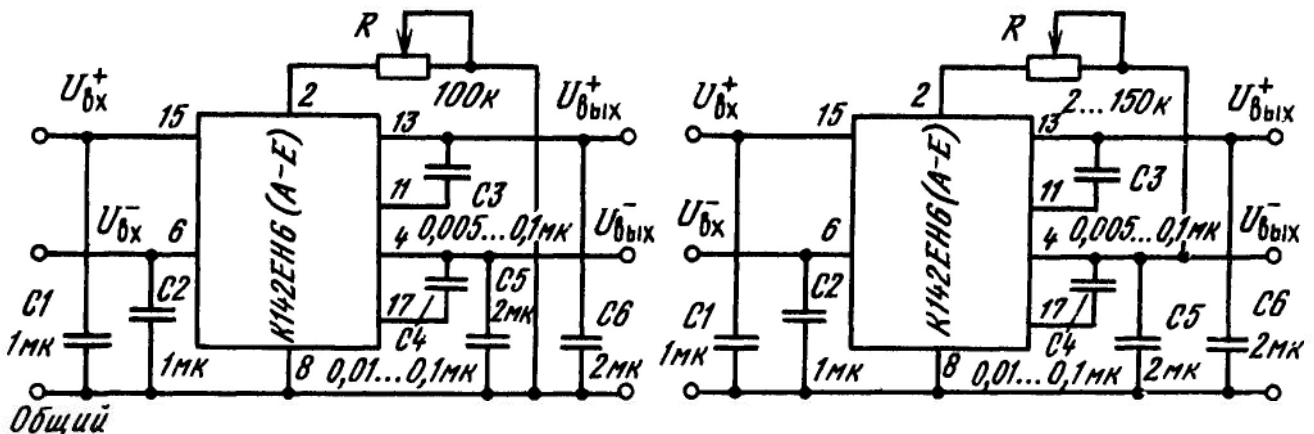 R
100к
2
U⁺вх
15
13
U⁺вых
К142ЕН6(А-Е)
11
C3
0,005...0,1мк
U⁻вх
6
4
U⁻вых
C2
C5
2мк
17
C4
C1
1мк
1мк
8
0,01...0,1мк
C6
2мк
Общий
R
2...150к
2
U⁺вх
15
13
U⁺вых
К142ЕН6(А-Е)
11
C3
0,005...0,1мк
U⁻вх
6
4
U⁻вых
C2
17
C4
C5
2мк
C1
1мк
1мк
8
0,01...0,1мк
C6
2мк